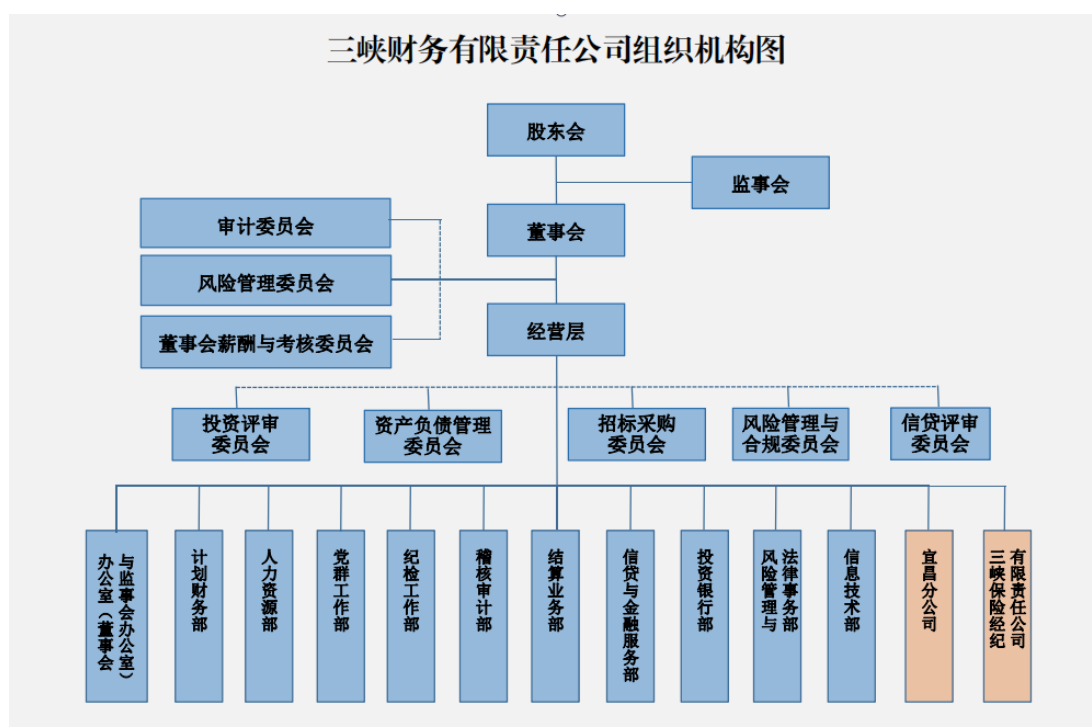 三峡财务有限责任公司组织机构图
股东会
监事会
审计委员会
董事会
风险管理委员会
经营层
董事会薪酬与考核委员会
投资评审
委员会
资产负债管理
委员会
招标采购
委员会
风险管理与
合规委员会
信贷评审
委员会
办公室（董事会
与监事会办公室）
计划财务部
人力资源部
党群工作部
纪检工作部
稽核审计部
结算业务部
信贷与金融服务部
投资银行部
风险管理与
法律事务部
信息技术部
宜昌分公司
三峡保险经纪
有限责任公司